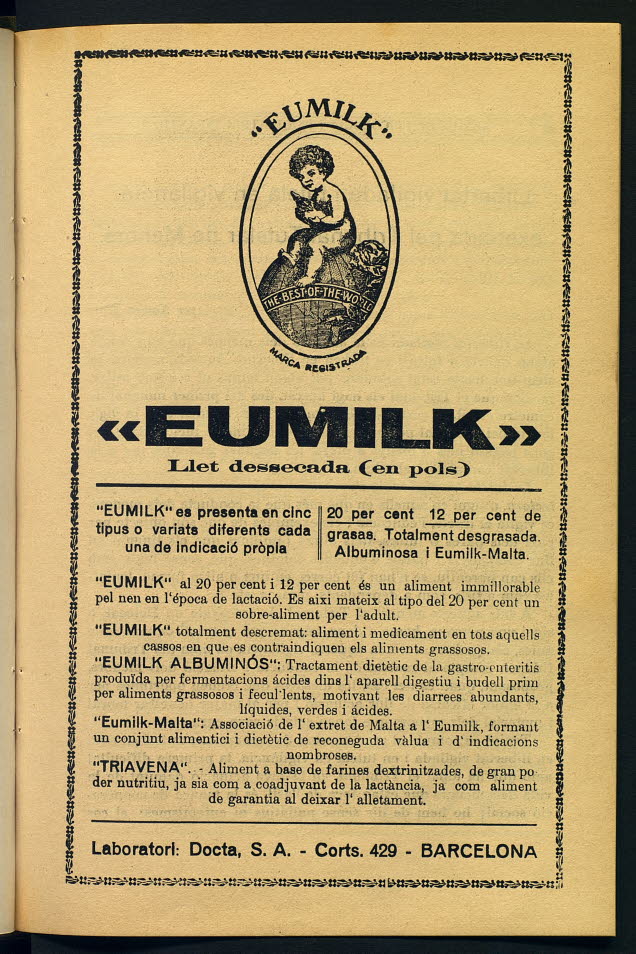 "EUMILK"
THE·BEST·OF·THE·WORLD
MARCA REGISTRADA
«EUMILK»
Llet dessecada (en pols)
"EUMILK" es presenta en cinc
tipus o variats diferents cada
una de indicació pròpia
20 per cent 12 per cent de
grasas. Totalment desgrasada.
Albuminosa i Eumilk-Malta.
"EUMILK" al 20 per cent i 12 per cent és un aliment immillorable
pel nen en l'época de lactació. Es aixi mateix al tipo del 20 per cent un
sobre-aliment per l'adult.
"EUMILK" totalment descremat: aliment i medicament en tots aquells
cassos en que es contraindiquen els aliments grassosos.
"EUMILK ALBUMINÓS": Tractament dietètic de la gastro-enteritis
produïda per fermentacions ácides dins l' aparell digestiu i budell prim
per aliments grassosos i fecul'lents, motivant les diarrees abundants,
líquides, verdes i ácides.
"Eumilk-Malta": Associació de l' extret de Malta a l' Eumilk, formant
un conjunt alimentici i dietètic de reconeguda vàlua i d' indicacións
nombroses.
"TRIAVENA". - Aliment a base de farines dextrinitzades, de gran po-
der nutritiu, ja sia com a coadjuvant de la lactància, ja com aliment
de garantia al deixar l' alletament.
Laboratori: Docta, S. A. - Corts. 429 - BARCELONA